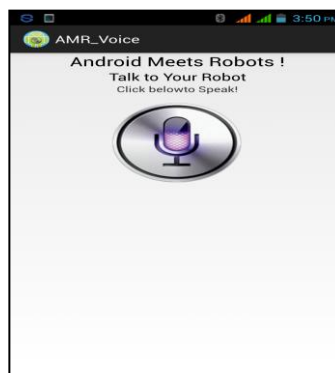 3:50 PM
AMR_Voice
Android Meets Robots !
Talk to Your Robot
Click belowto Speak!